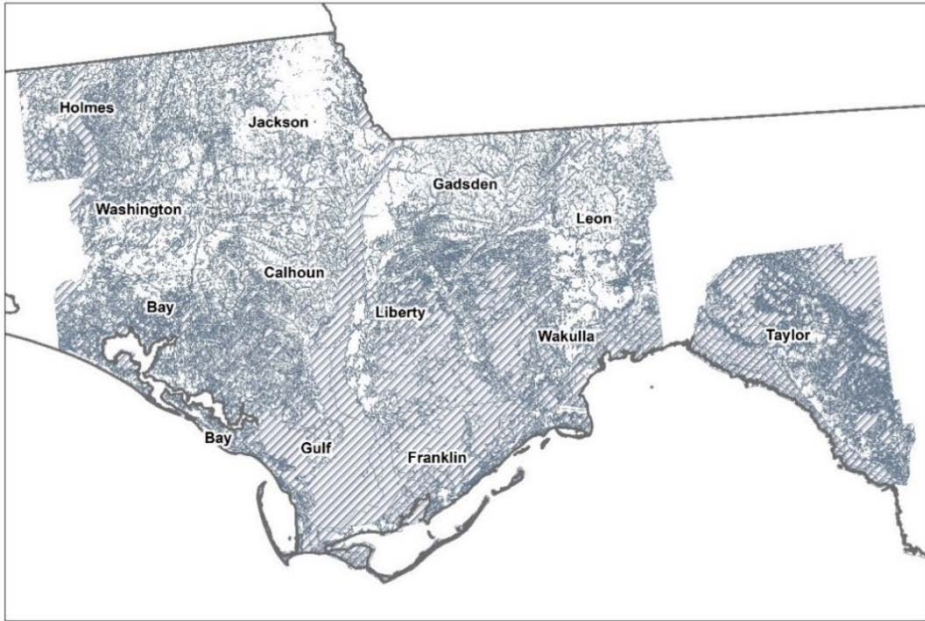 Holmes
Jackson
Gadsden
Washington
Leon
Calhoun
Bay
Liberty
Wakulla
Taylor
Bay
Gulf
Franklin